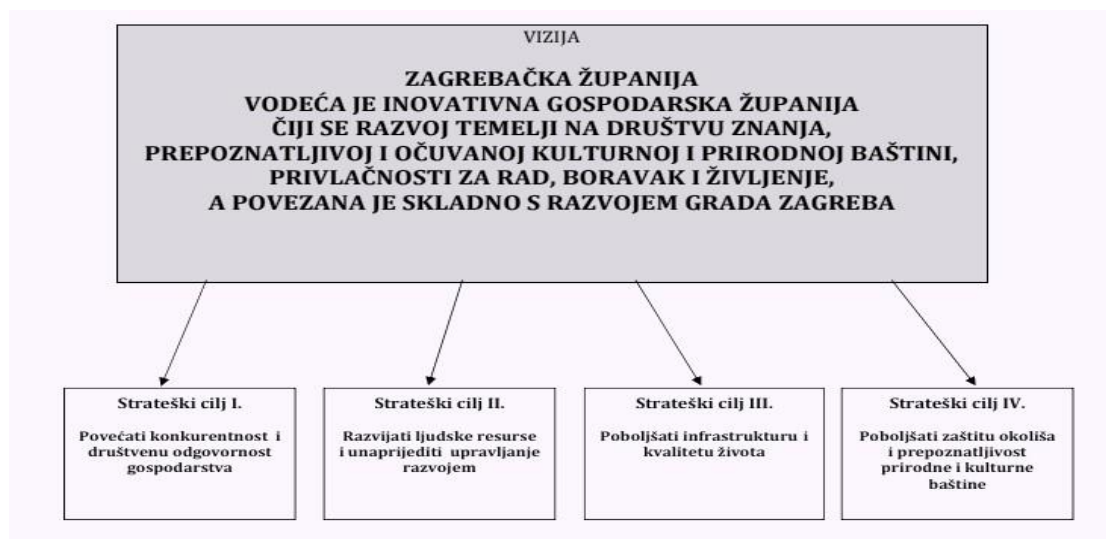 VIZIJA
ZAGREBAČKA ŽUPANIJA
VODEĆA JE INOVATIVNA GOSPODARSKA ŽUPANIJA
ČIJI SE RAZVOJ TEMELJI NA DRUŠTVU ZNANJA,
PREPOZNATLJIVOJ I OČUVANOJ KULTURNOJ I PRIRODNOJ BAŠTINI,
PRIVLAČNOSTI ZA RAD, BORAVAK I ŽIVLJENJE,
A POVEZANA JE SKLADNO S RAZVOJEM GRADA ZAGREBA
Strateški cilj I.
Povećati konkurentnost i
društvenu odgovornost
gospodarstva
Strateški cilj II.
Razvijati ljudske resurse
i unaprijediti upravljanje
razvojem
Strateški cilj III.
Poboljšati infrastrukturu i
kvalitetu života
Strateški cilj IV.
Poboljšati zaštitu okoliša
i prepoznatljivost
prirodne i kulturne
baštine